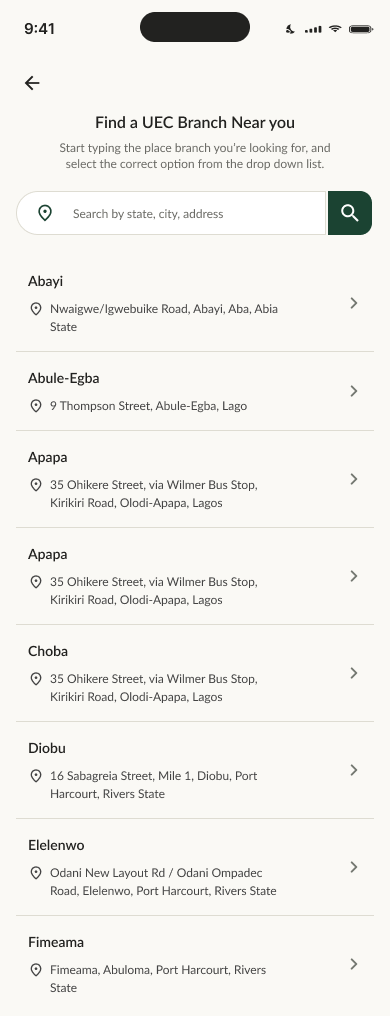 9:41
Find a UEC Branch Near you
Start typing the place branch you're looking for, and
select the correct option from the drop down list.
Search by state, city, address
Abayi
Nwaigwe/Igwebuike Road, Abayi, Aba, Abia
State
Abule-Egba
9 Thompson Street, Abule-Egba, Lago
Apapa
35 Ohikere Street, via Wilmer Bus Stop,
Kirikiri Road, Olodi-Apapa, Lagos
Apapa
35 Ohikere Street, via Wilmer Bus Stop,
Kirikiri Road, Olodi-Apapa, Lagos
Choba
35 Ohikere Street, via Wilmer Bus Stop,
Kirikiri Road, Olodi-Apapa, Lagos
Diobu
16 Sabagreia Street, Mile 1, Diobu, Port
Harcourt, Rivers State
Elelenwo
Odani New Layout Rd / Odani Ompadec
Road, Elelenwo, Port Harcourt, Rivers State
Fimeama
Fimeama, Abuloma, Port Harcourt, Rivers
State